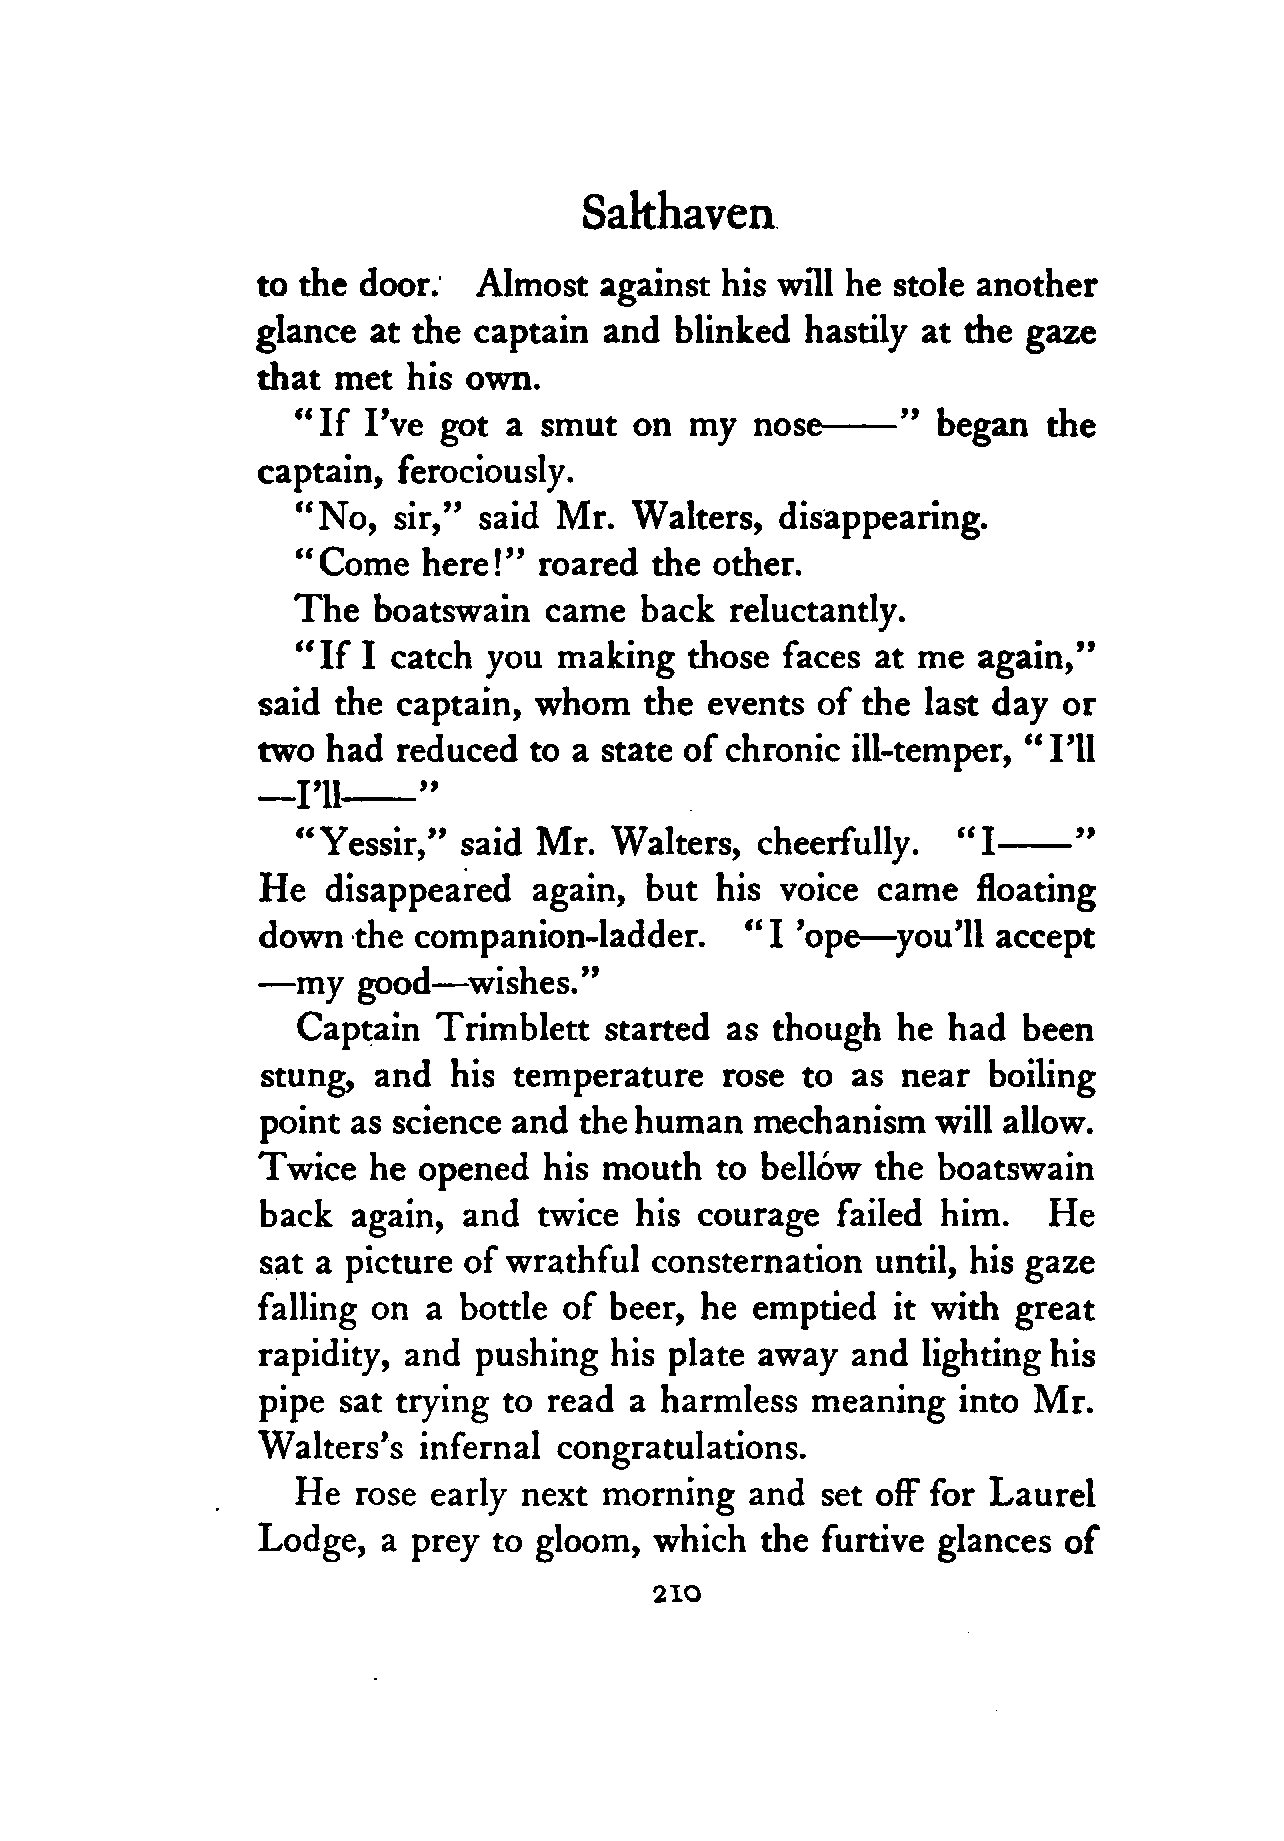 Salthaven
to the door. Almost against his will he stole another
glance at the captain and blinked hastily at the gaze
that met his own.
"If I've got a smut on my nose——" began the
captain, ferociously.
"No, sir," said Mr. Walters, disappearing.
"Come here!" roared the other.
The boatswain came back reluctantly.
"If I catch you making those faces at me again,"
said the captain, whom the events of the last day or
two had reduced to a state of chronic ill-temper, "I'll
—I'll——"
"Yessir," said Mr. Walters, cheerfully. "I——"
He disappeared again, but his voice came floating
down the companion-ladder. "I 'ope—you'll accept
—my good—wishes."
Captain Trimblett started as though he had been
stung, and his temperature rose to as near boiling
point as science and the human mechanism will allow.
Twice he opened his mouth to bellow the boatswain
back again, and twice his courage failed him. He
sat a picture of wrathful consternation until, his gaze
falling on a bottle of beer, he emptied it with great
rapidity, and pushing his plate away and lighting his
pipe sat trying to read a harmless meaning into Mr.
Walters's infernal congratulations.
He rose early next morning and set off for Laurel
Lodge, a prey to gloom, which the furtive glances of
210